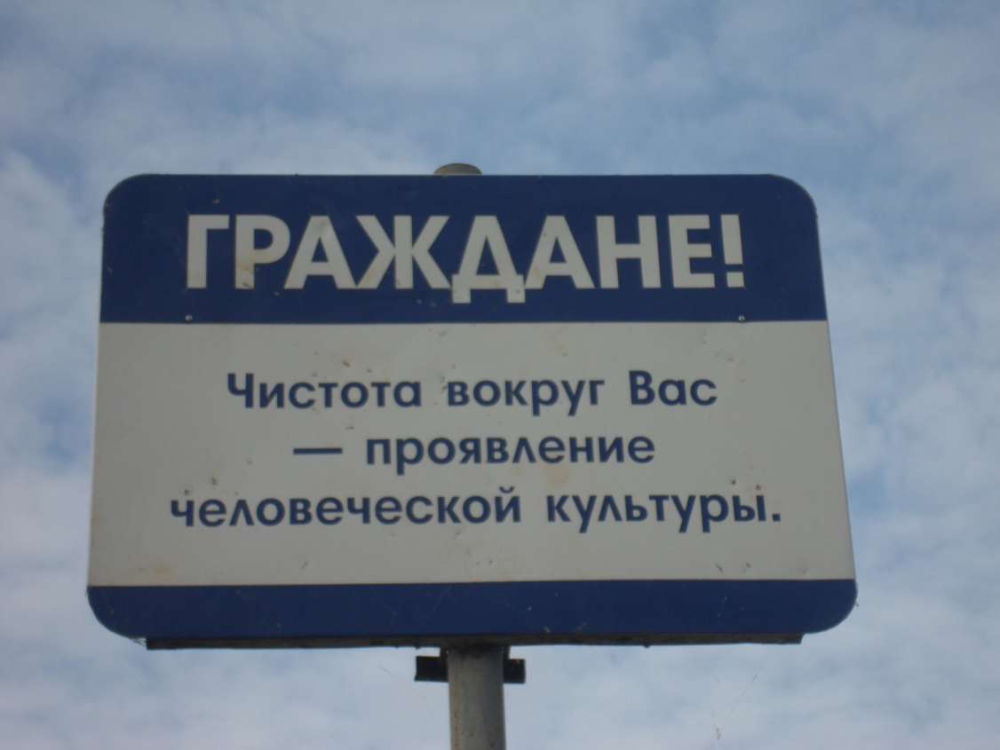 ГРАЖДАНЕ!
Чистота вокруг Вас
— проявление
человеческой культуры.